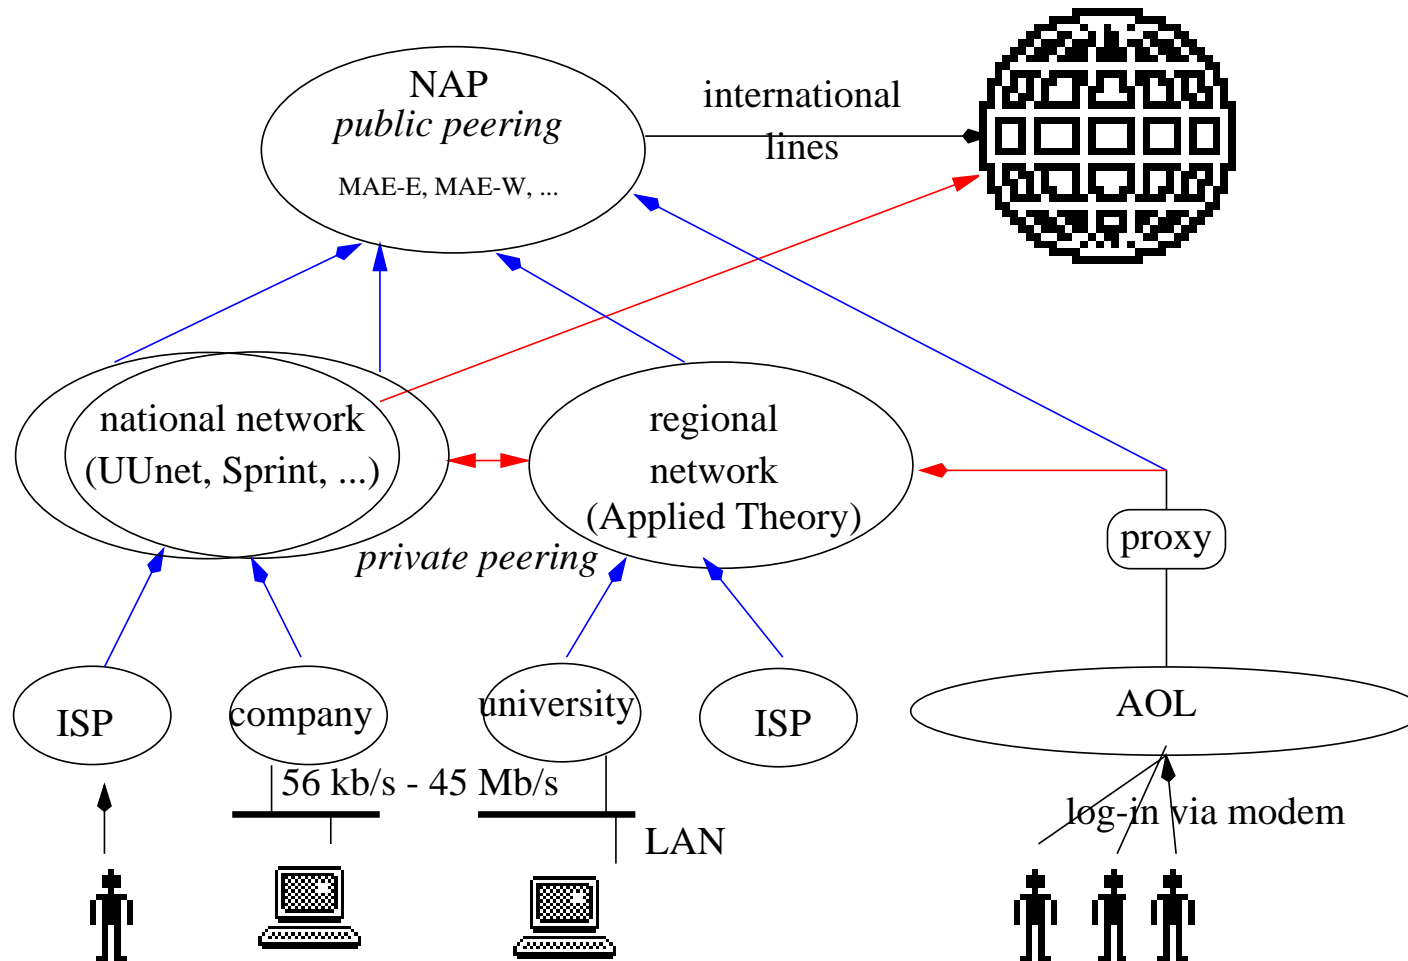 NAP
public peering
MAE-E, MAE-W, ...
international
lines
national network
(UUnet, Sprint, ...)
regional
network
(Applied Theory)
private peering
proxy
ISP
company
university
ISP
AOL
56 kb/s - 45 Mb/s
LAN
log-in via modem